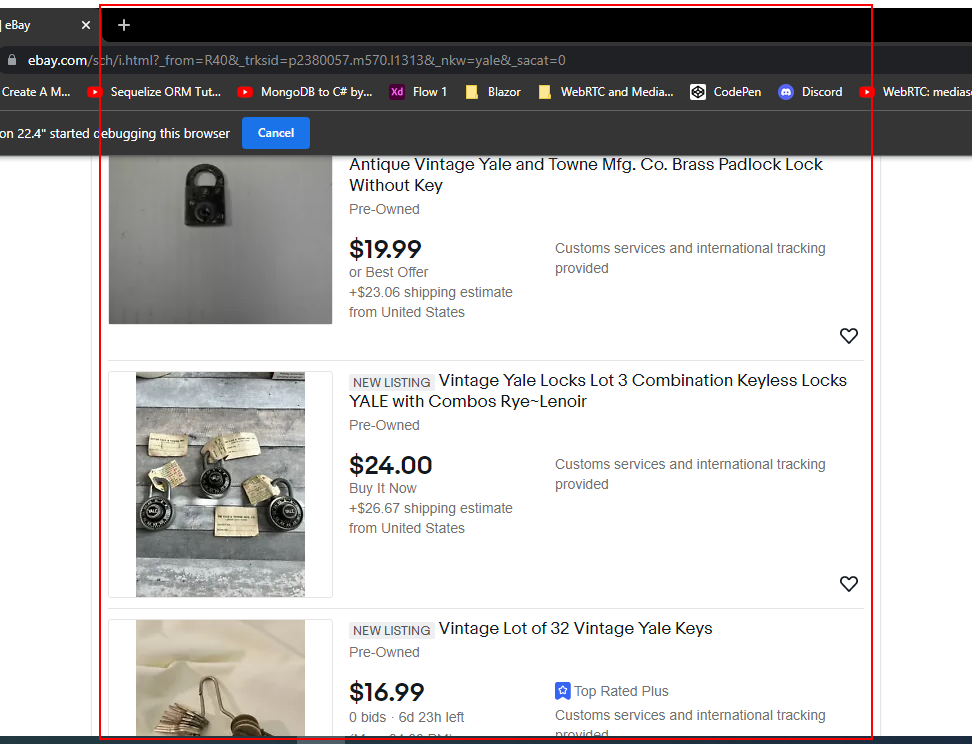 | eBay
ebay.com/sch/i.html?_from=R40&_trksid=p2380057.m570.l1313&_nkw=yale&_sacat=0
Create A M... Sequelize ORM Tut... MongoDB to C# by... Xd Flow 1 Blazor WebRTC and Media... CodePen Discord WebRTC: medias
on 22.4" started debugging this browser Cancel
Antique Vintage Yale and Towne Mfg. Co. Brass Padlock Lock
Without Key
Pre-Owned
$19.99
or Best Offer
+$23.06 shipping estimate
from United States
Customs services and international tracking
provided
NEW LISTING Vintage Yale Locks Lot 3 Combination Keyless Locks
YALE with Combos Rye~Lenoir
Pre-Owned
$24.00
Buy It Now
+$26.67 shipping estimate
from United States
Customs services and international tracking
provided
YALE
YALE
NEW LISTING Vintage Lot of 32 Vintage Yale Keys
Pre-Owned
$16.99
0 bids · 6d 23h left
Top Rated Plus
Customs services and international tracking
provided